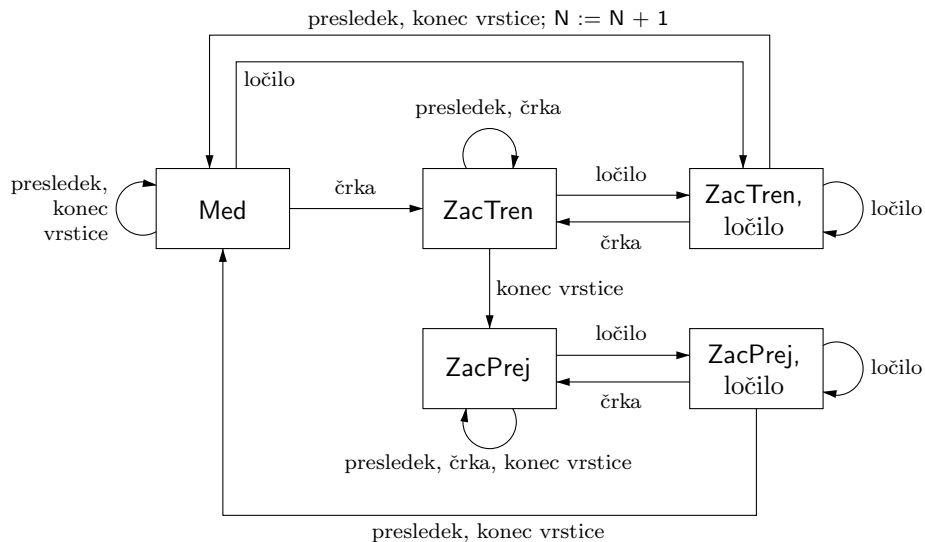 presledek, konec vrstice; N := N + 1
ločilo
presledek, črka
presledek,
konec
vrstice
Med
črka
ZacTren
ločilo
črka
ZacTren,
ločilo
ločilo
konec vrstice
ZacPrej
ločilo
črka
ZacPrej,
ločilo
ločilo
presledek, črka, konec vrstice
presledek, konec vrstice